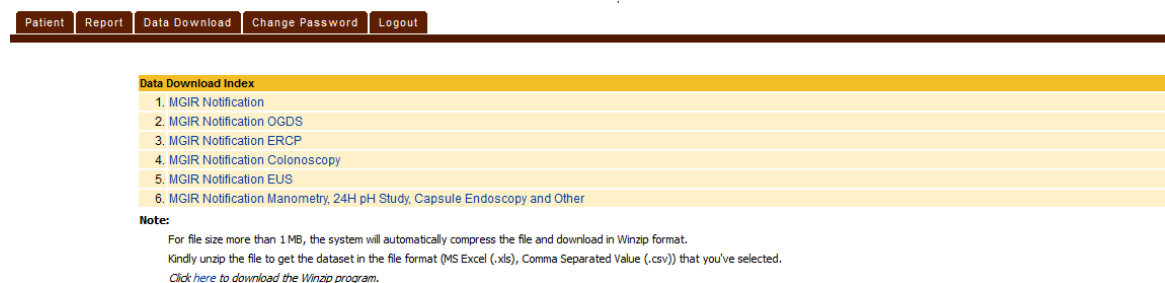 Patient Report Data Download Change Password Logout
Data Download Index
1. MGIR Notification
2. MGIR Notification OGDS
3. MGIR Notification ERCP
4. MGIR Notification Colonoscopy
5. MGIR Notification EUS
6. MGIR Notification Manometry, 24H pH Study, Capsule Endoscopy and Other
Note:
For file size more than 1 MB, the system will automatically compress the file and download in Winzip format.
Kindly unzip the file to get the dataset in the file format (MS Excel (.xls), Comma Separated Value (.csv)) that you've selected.
Click here to download the Winzip program.